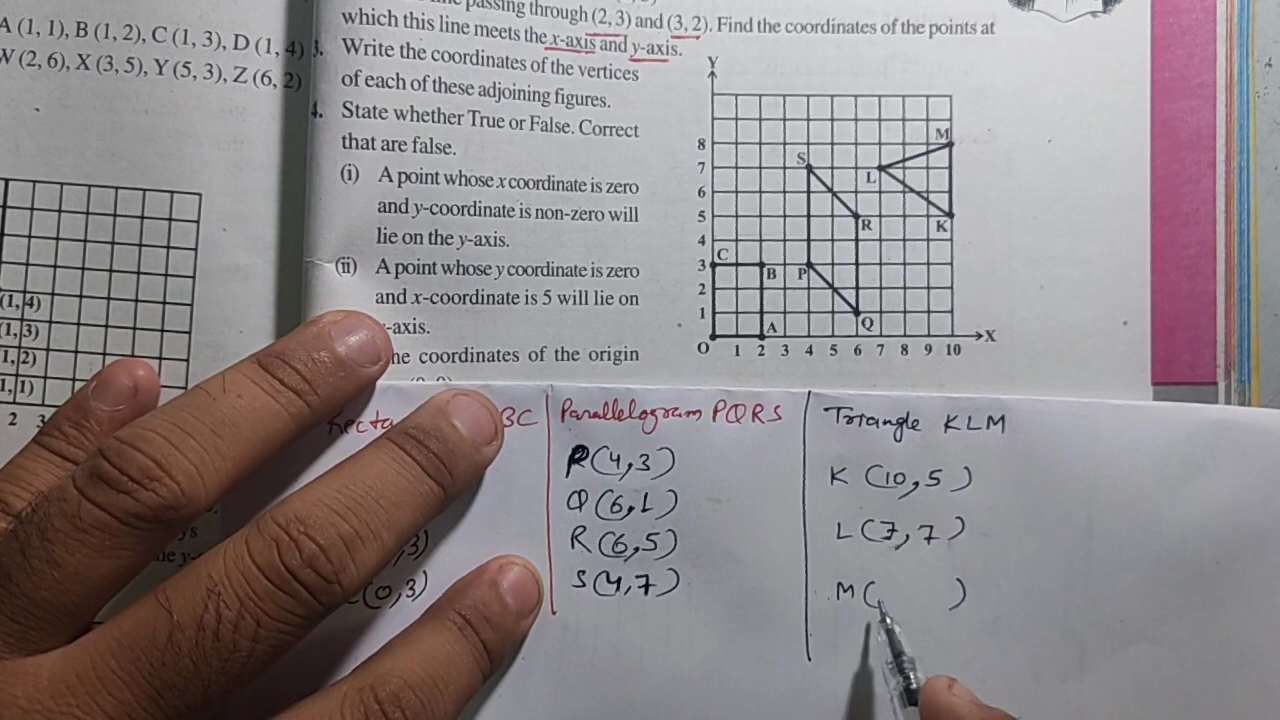 A (1, 1), B (1, 2), C (1, 3), D (1, 4)
W (2, 6), X (3, 5), Y (5, 3), Z (6, 2)
(1, 4)
(1, 3)
1, 2)
1, 1)
2 3
passing through (2, 3) and (3, 2). Find the coordinates of the points at
which this line meets the x-axis and y-axis.
3. Write the coordinates of the vertices
of each of these adjoining figures.
4. State whether True or False. Correct
that are false.
(i) A point whose x coordinate is zero
and y-coordinate is non-zero will
lie on the y-axis.
(ii) A point whose y coordinate is zero
and x-coordinate is 5 will lie on
-axis.
he coordinates of the origin
Y
8
7
6
5
4
3
2
1
O 1 2 3 4 5 6 7 8 9 10 X
M
S
L
R
K
C
B
P
A
Q
BC
,3)
(0,3)
Parallelogram PQRS
P(4,3)
Q(6,1)
R(6,5)
S(4,7)
Triangle KLM
K (10,5)
L(7,7)
M( )